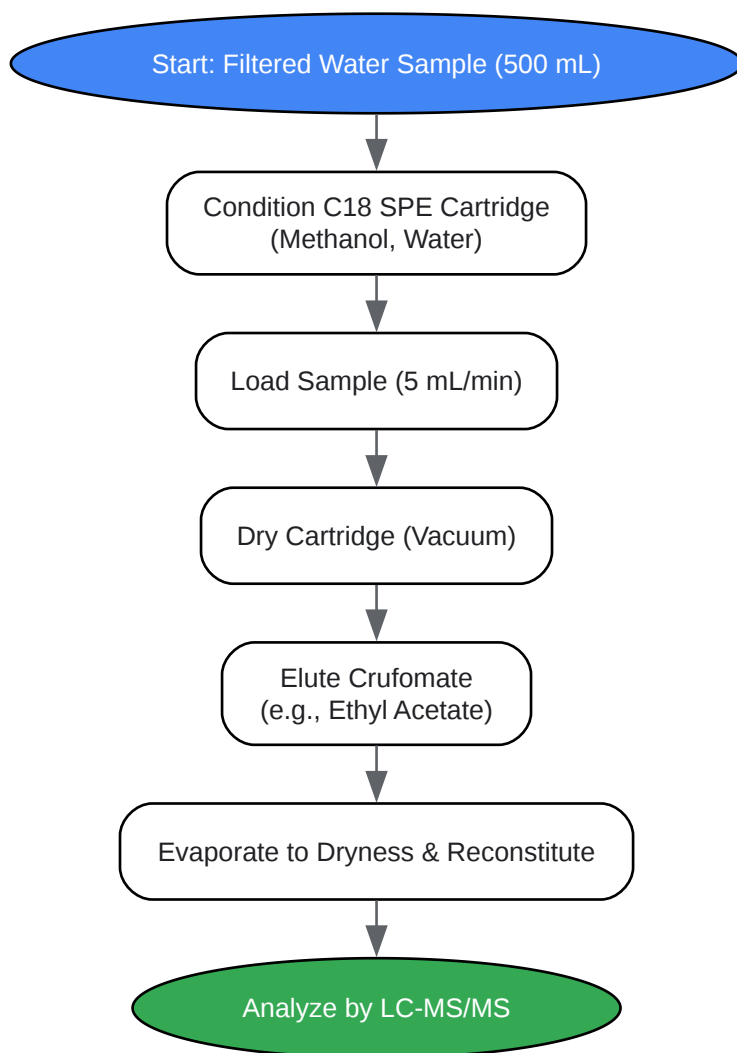 Start: Filtered Water Sample (500 mL)
Condition C18 SPE Cartridge
(Methanol, Water)
Load Sample (5 mL/min)
Dry Cartridge (Vacuum)
Elute Crufomate
(e.g., Ethyl Acetate)
Evaporate to Dryness & Reconstitute
Analyze by LC-MS/MS